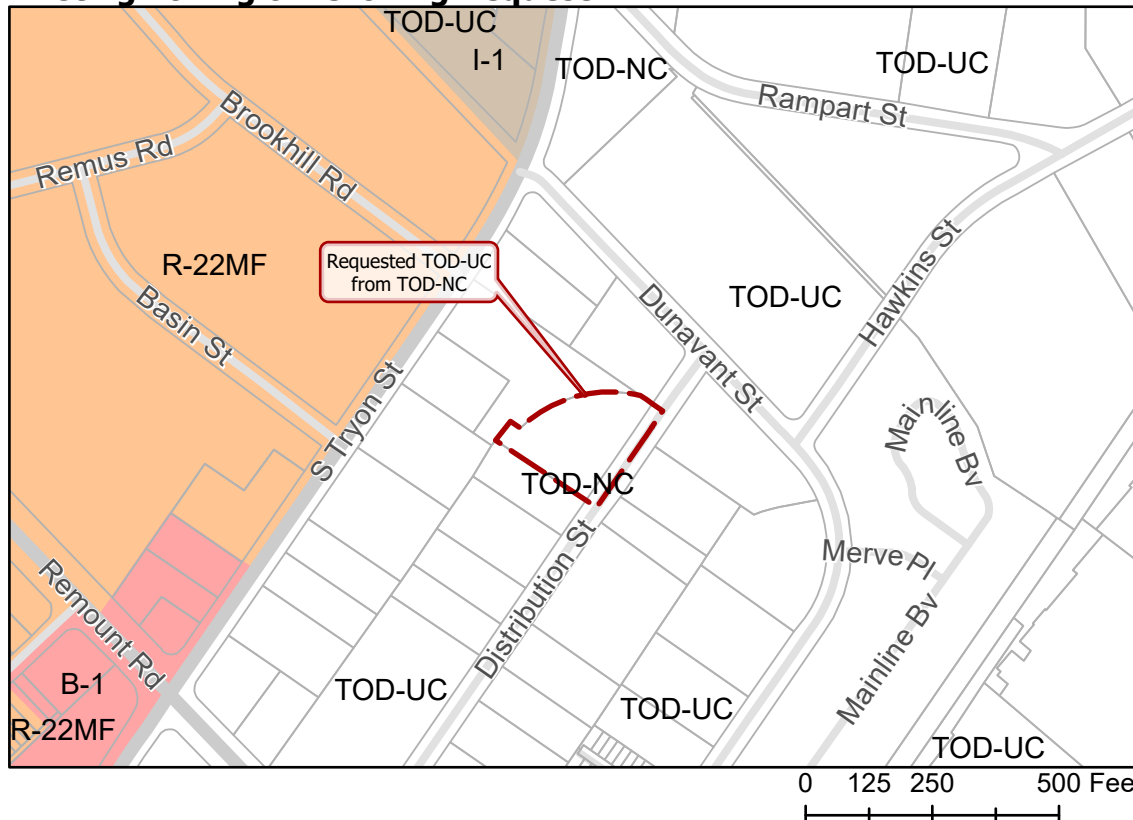 TOD-UC
I-1
TOD-NC
TOD-UC
Rampart St
Brookhill Rd
Remus Rd
Hawkins St
R-22MF
Requested TOD-UC
from TOD-NC
TOD-UC
Dunavant St
Basin St
S Tryon St
Mainline Bv
TOD-NC
Distribution St
Merve Pl
Mainline Bv
Remount Rd
B-1
TOD-UC
R-22MF
TOD-UC
TOD-UC
0 125 250 500 Fee